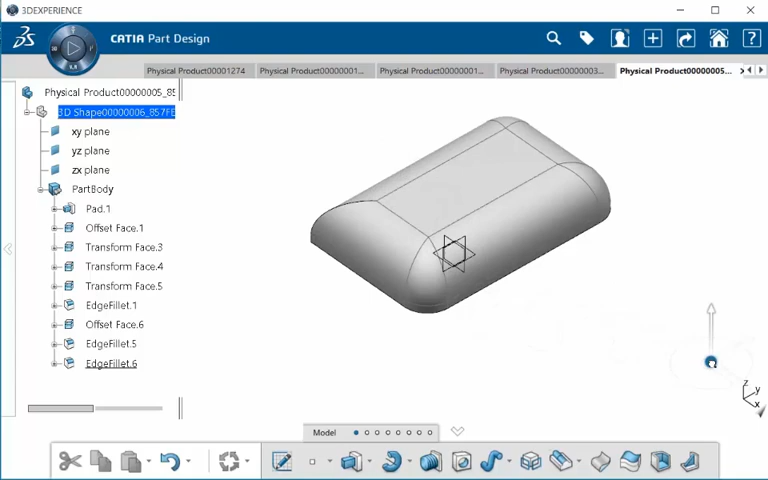 3DEXPERIENCE
CATIA Part Design
Physical Product00001274
Physical Product000000001...
Physical Product00000001...
Physical Product00000003...
Physical Product00000005...
Physical Product00000005_85
3D Shape00000006_857FE
xy plane
yz plane
zx plane
PartBody
Pad.1
Offset Face.1
Transform Face.3
Transform Face.4
Transform Face.5
EdgeFillet.1
Offset Face.6
EdgeFillet.5
EdgeFillet.6
z
y
x
Model